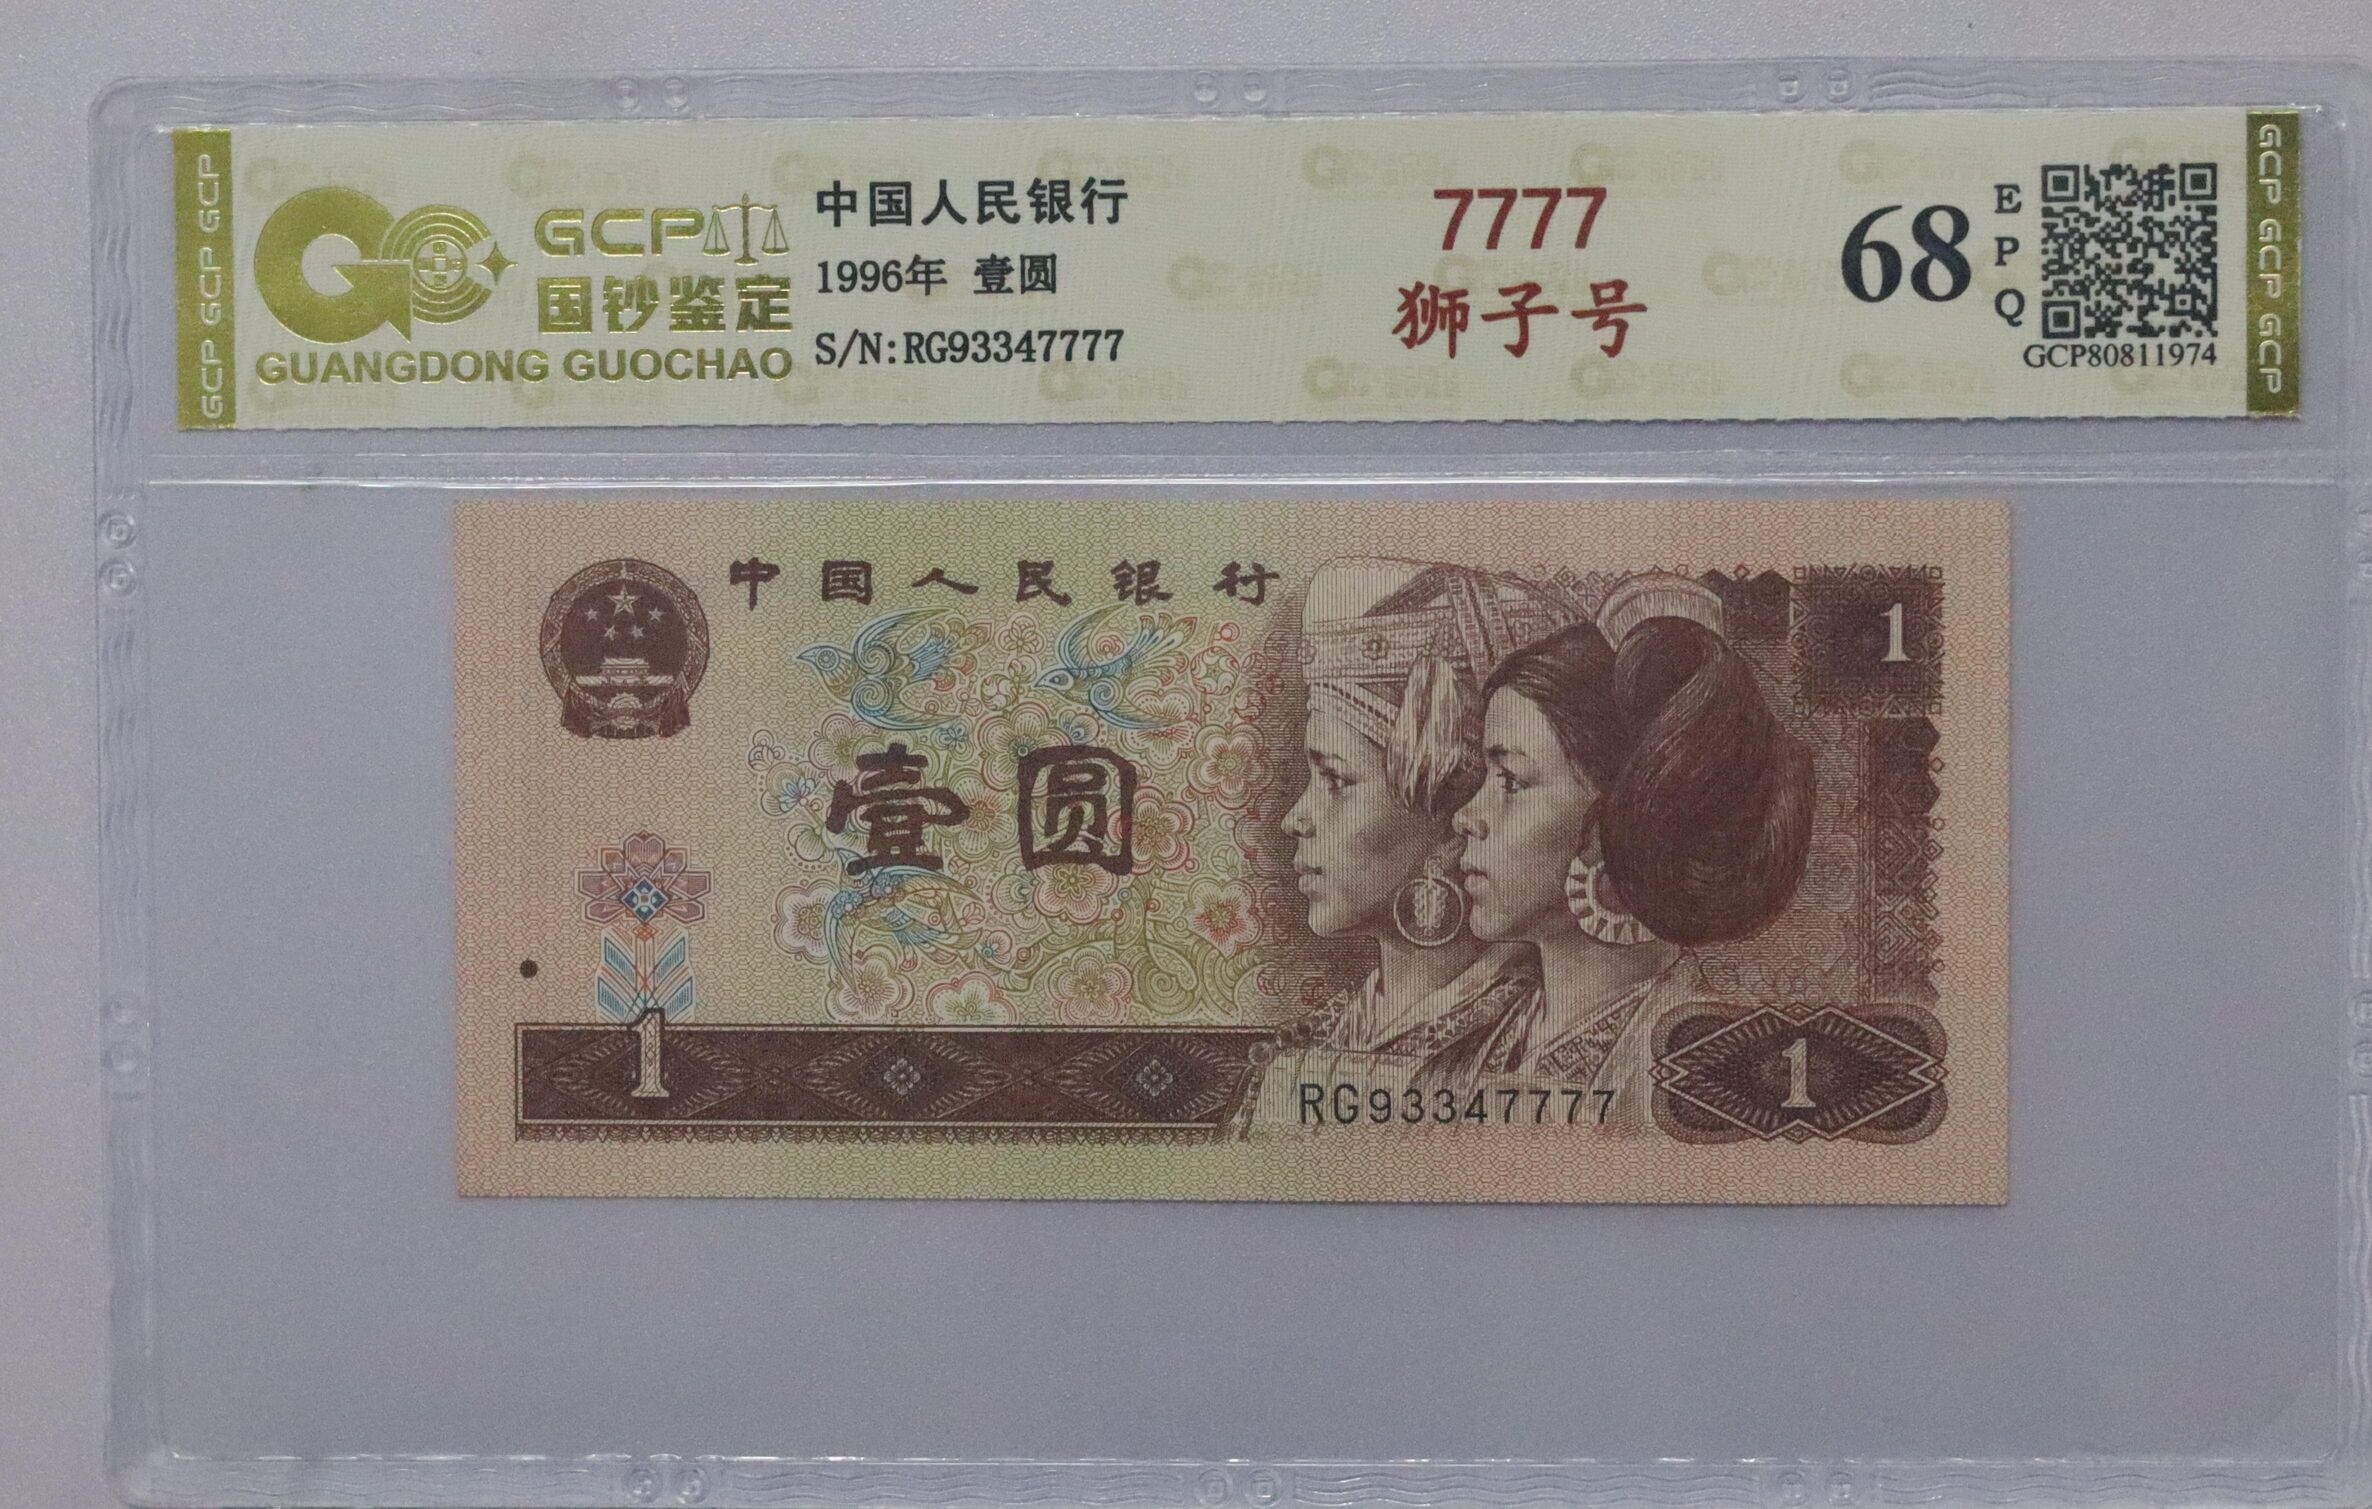 GCP GCP GCP
GCP
国钞鉴定
GUANGDONG GUOCHAO
中国人民银行
1996年 壹圆
S/N:RG93347777
7777
狮子号
68
E
P
Q
GCP80811974
GCP GCP GCP
中国人民银行
1
壹圆
1
RG93347777
1